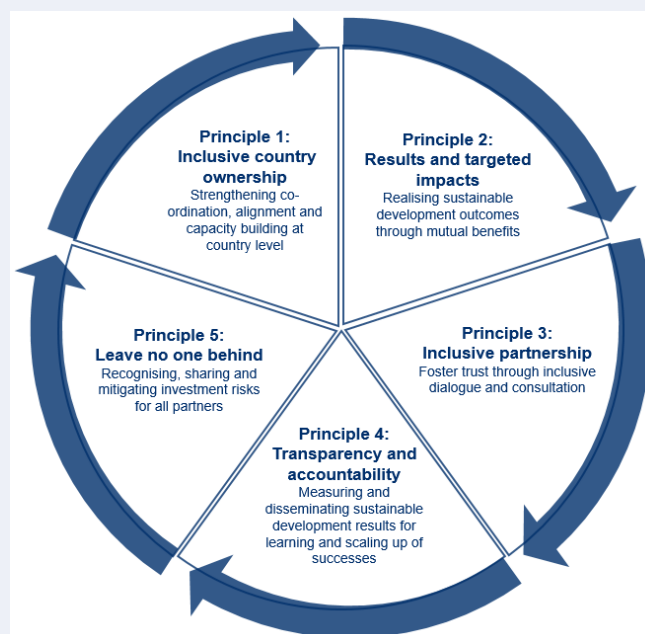 Principle 1:
Inclusive country
ownership
Strengthening co-
ordination, alignment and
capacity building at
country level
Principle 2:
Results and targeted
impacts
Realising sustainable
development outcomes
through mutual benefits
Principle 3:
Inclusive partnership
Foster trust through inclusive
dialogue and consultation
Principle 4:
Transparency and
accountability
Measuring and
disseminating sustainable
development results for
learning and scaling up of
successes
Principle 5:
Leave no one behind
Recognising, sharing and
mitigating investment risks
for all partners